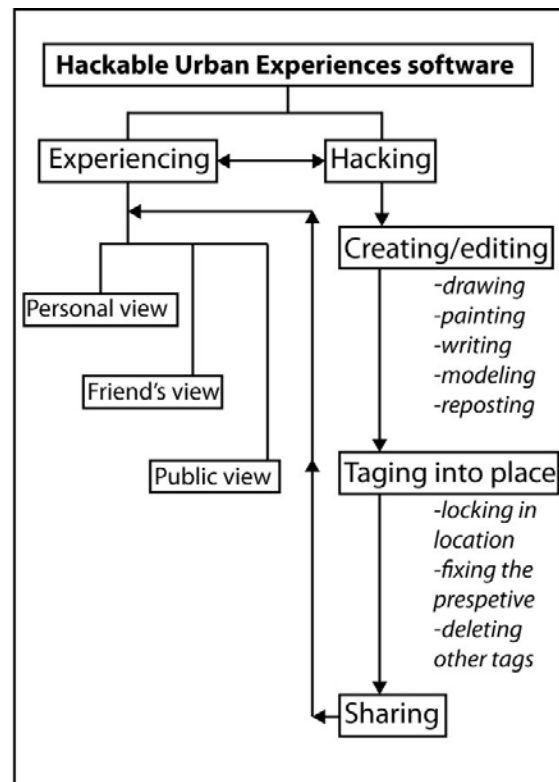 Hackable Urban Experiences software
Experiencing
Hacking
Personal view
Friend's view
Public view
Creating/editing
-drawing
-painting
-writing
-modeling
-reposting
Taging into place
-locking in
location
-fixing the
prespetive
-deleting
other tags
Sharing